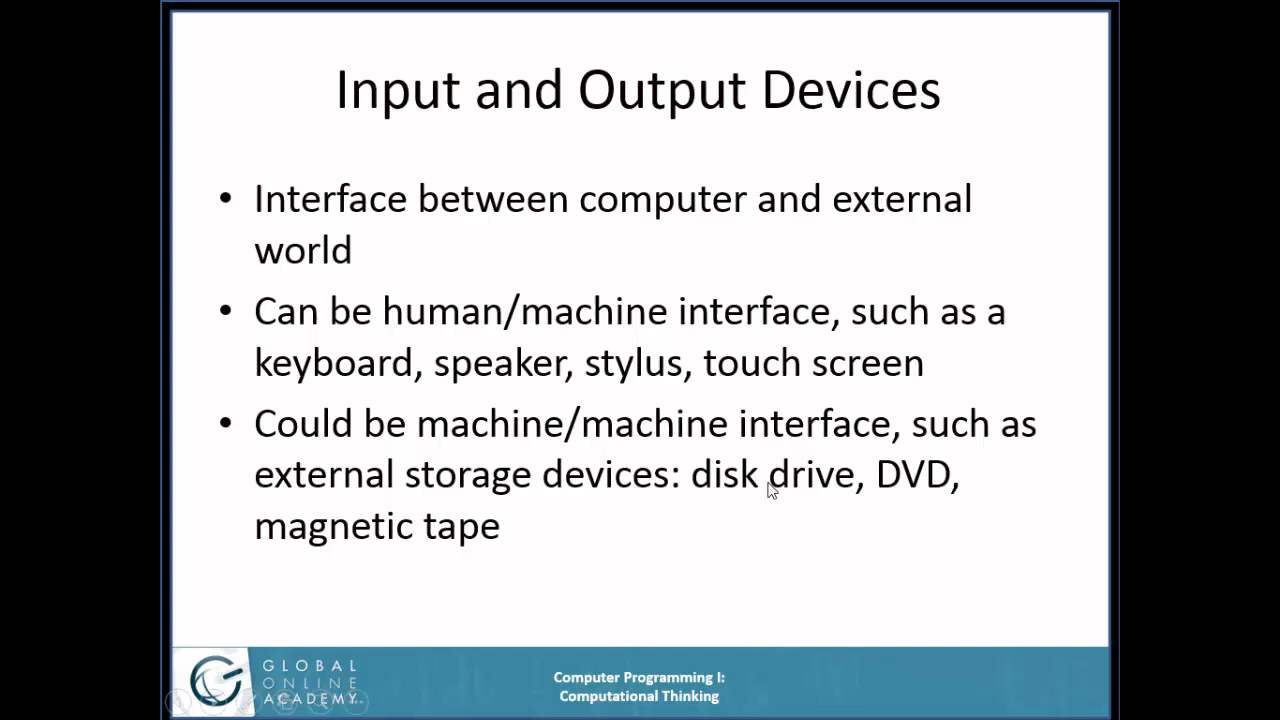 Input and Output Devices
• Interface between computer and external
world
• Can be human/machine interface, such as a
keyboard, speaker, stylus, touch screen
• Could be machine/machine interface, such as
external storage devices: disk drive, DVD,
magnetic tape
GLOBAL
ONLINE
ACADEMY
Computer Programming I:
Computational Thinking